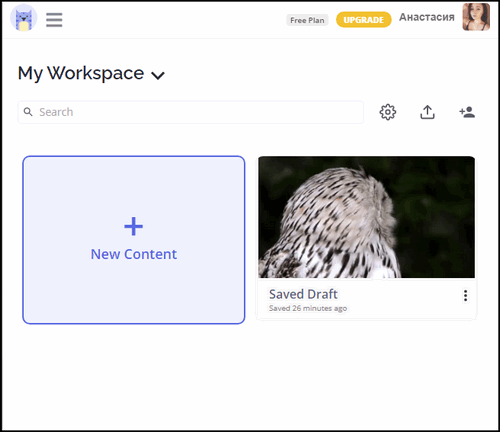 Free Plan UPGRADE Анастасия
My Workspace
Search
New Content
Saved Draft
Saved 26 minutes ago